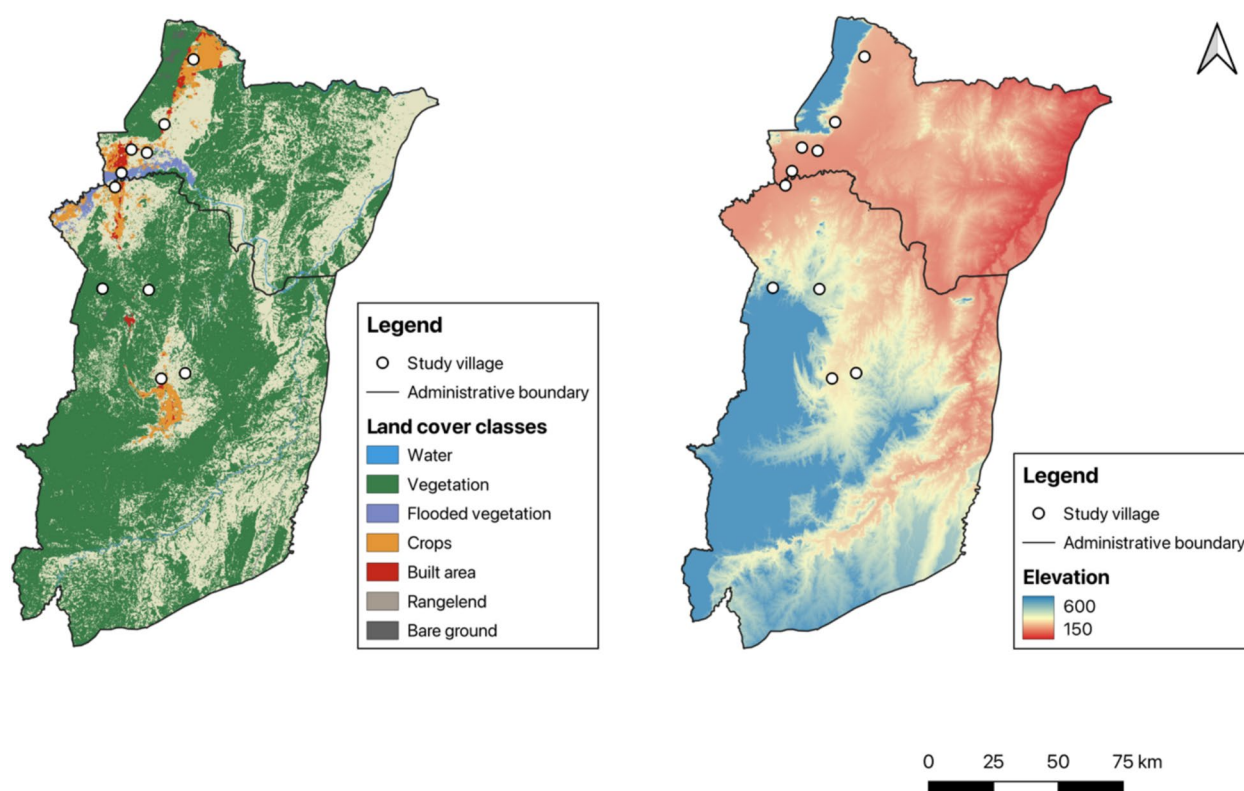 Legend
Study village
Administrative boundary
Land cover classes
Water
Vegetation
Flooded vegetation
Crops
Built area
Rangelend
Bare ground
Legend
Study village
Administrative boundary
Elevation
600
150
0 25 50 75 km